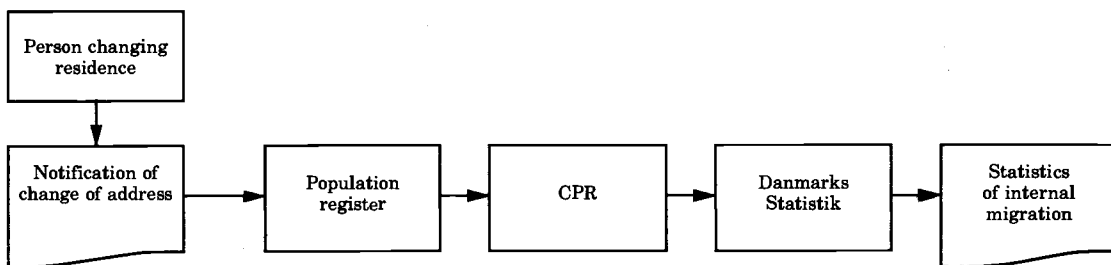 Person changing
residence
Notification of
change of address
Population
register
CPR
Danmarks
Statistik
Statistics
of internal
migration